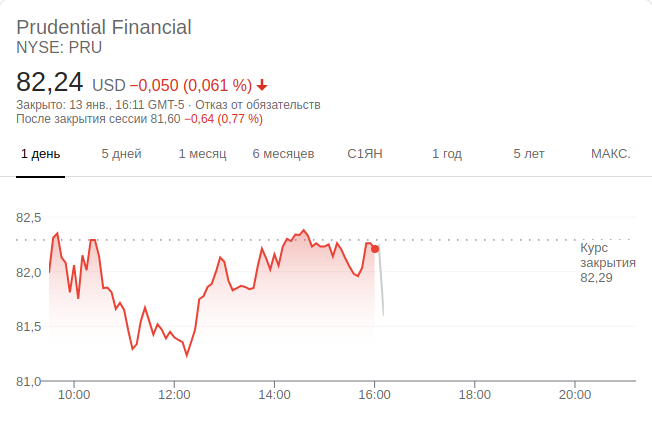 Prudential Financial
NYSE: PRU
82,24 USD −0,050 (0,061 %)
Закрыто: 13 янв., 16:11 GMT-5 · Отказ от обязательств
После закрытия сессии 81,60 −0,64 (0,77 %)
1 день 5 дней 1 месяц 6 месяцев С1ЯН 1 год 5 лет МАКС.
82,5
Курс
закрытия
82,29
82,0
81,5
81,0
10:00 12:00 14:00 16:00 18:00 20:00